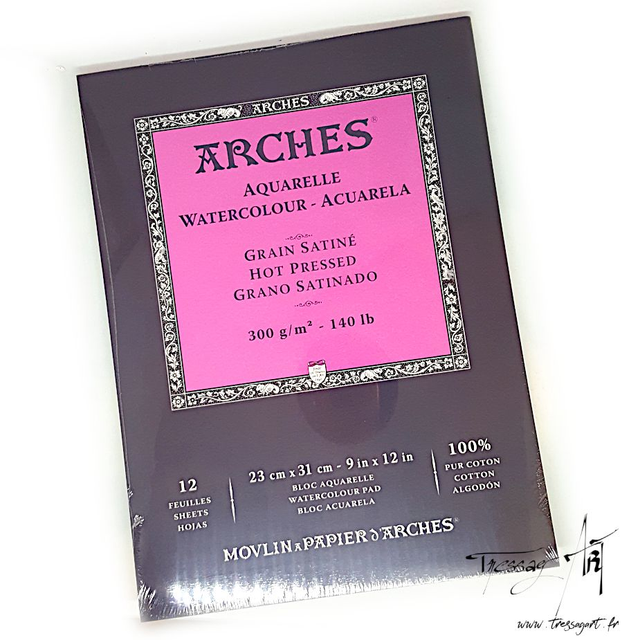 ARCHES
ARCHES®
AQUARELLE
WATERCOLOUR - ACUARELA
GRAIN SATINÉ
HOT PRESSED
GRANO SATINADO
300 g/m² - 140 lb
12
FEUILLES
SHEETS
HOJAS
23 cm x 31 cm - 9 in x 12 in
BLOC AQUARELLE
WATERCOLOUR PAD
BLOC ACUARELA
100%
PUR COTON
COTTON
ALGODÓN
MOVLIN À PAPIER D'ARCHES®
Tressag Art
www.tressagart.fr